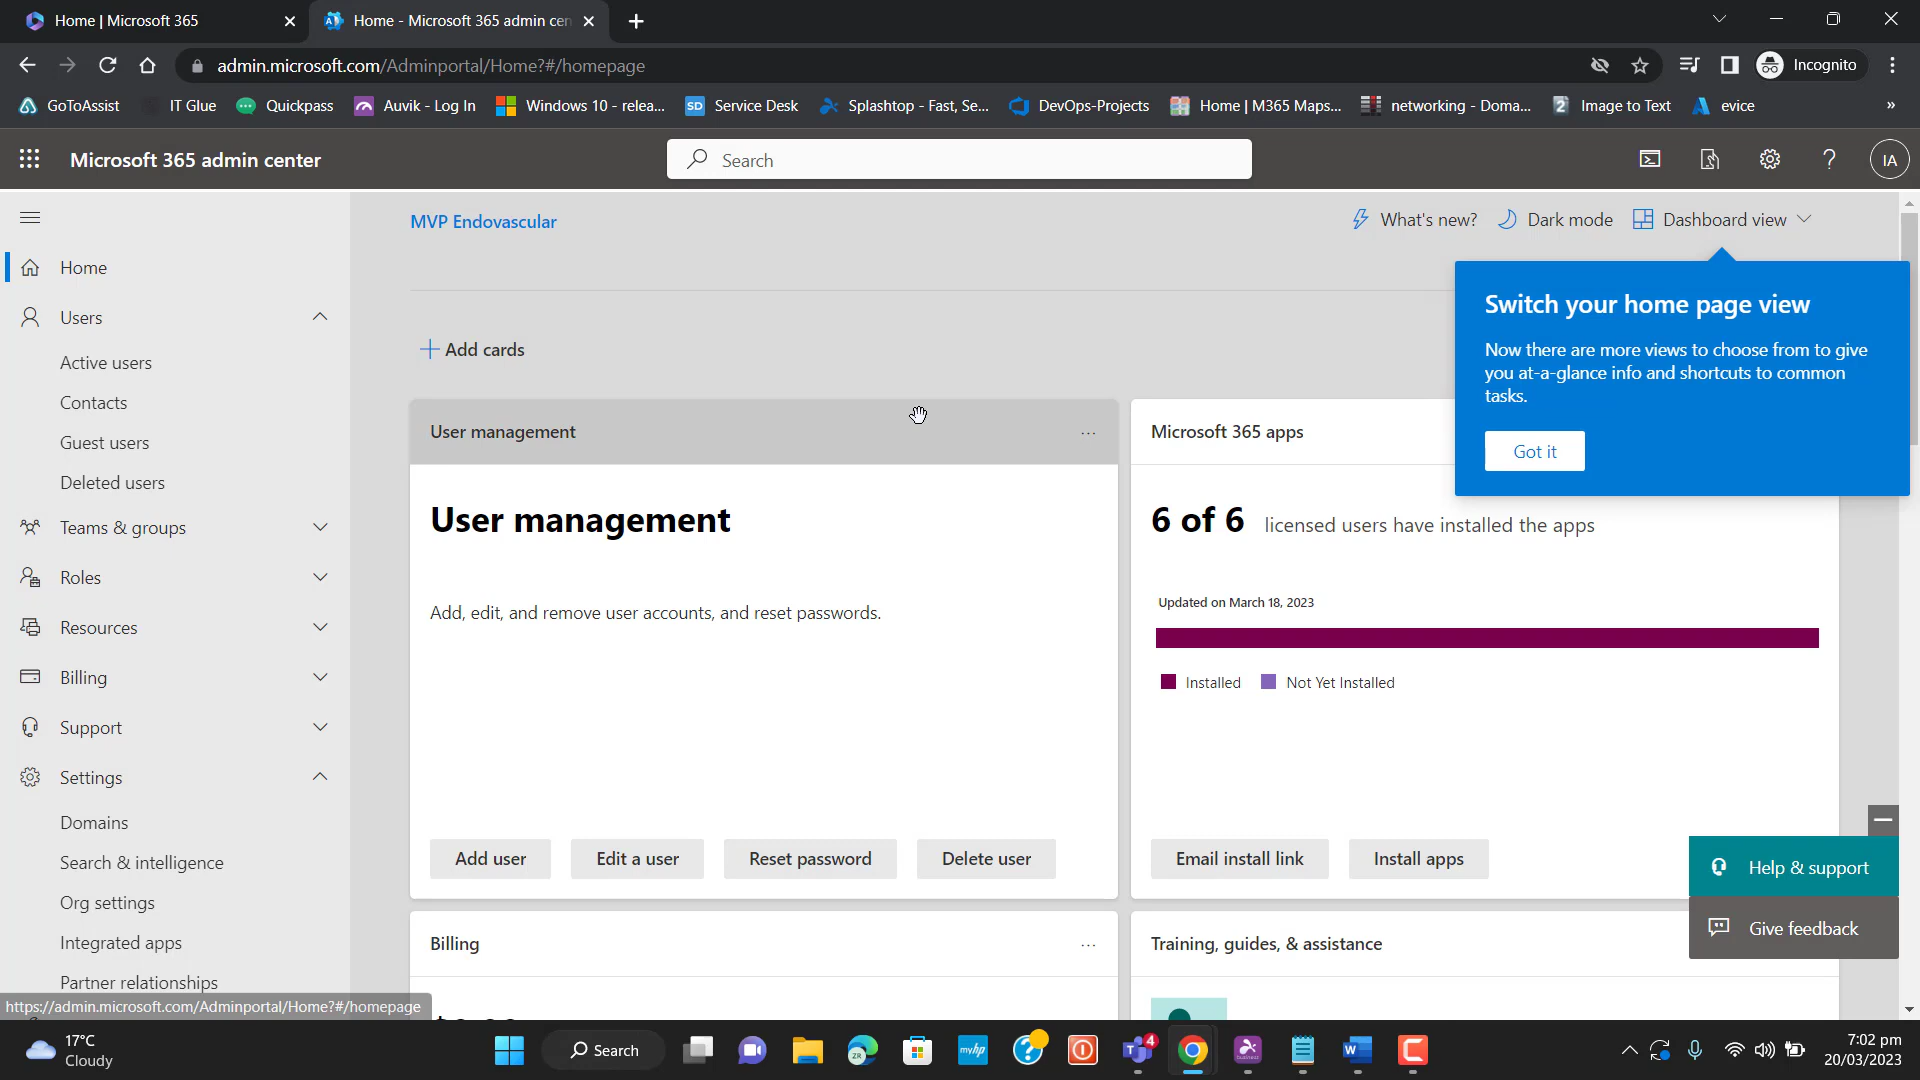 Home | Microsoft 365
Home - Microsoft 365 admin cen
admin.microsoft.com/Adminportal/Home?#/homepage
Incognito
GoToAssist
IT Glue
Quickpass
Auvik - Log In
Windows 10 - relea...
SD
Service Desk
Splashtop - Fast, Se...
DevOps-Projects
Home | M365 Maps...
networking - Doma...
2
Image to Text
evice
»
Microsoft 365 admin center
Search
?
IA
MVP Endovascular
What's new?
Dark mode
Dashboard view
Home
Users
Active users
Contacts
Guest users
Deleted users
Teams & groups
Roles
Resources
Billing
Support
Settings
Domains
Search & intelligence
Org settings
Integrated apps
Partner relationships
Switch your home page view
Now there are more views to choose from to give
you at-a-glance info and shortcuts to common
tasks.
Got it
Add cards
User management
...
User management
Add, edit, and remove user accounts, and reset passwords.
Add user
Edit a user
Reset password
Delete user
Microsoft 365 apps
6 of 6 licensed users have installed the apps
Updated on March 18, 2023
Installed
Not Yet Installed
Email install link
Install apps
Billing
...
Training, guides, & assistance
Help & support
Give feedback
https://admin.microsoft.com/Adminportal/Home?#/homepage
17°C
Cloudy
Search
ZR
myhp
?
4
business
W
C
7:02 pm
20/03/2023